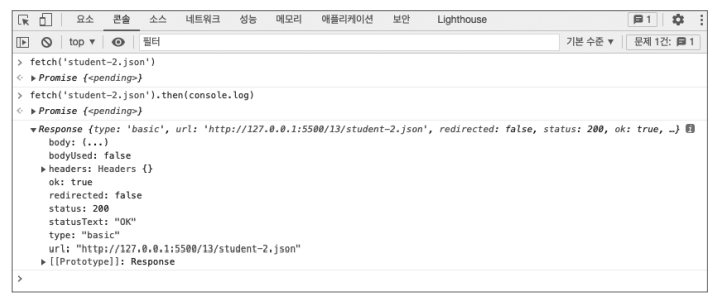 요소 콘솔 소스 네트워크 성능 메모리 애플리케이션 보안 Lighthouse 1
top ▼ 필터 기본 수준 ▼ 문제 1건: 1
> fetch('student-2.json')
<· ▶ Promise {<pending>}
> fetch('student-2.json').then(console.log)
<· ▶ Promise {<pending>}
▼ Response {type: 'basic', url: 'http://127.0.0.1:5500/13/student-2.json', redirected: false, status: 200, ok: true, …} i
body: (...)
bodyUsed: false
▶ headers: Headers {}
ok: true
redirected: false
status: 200
statusText: "OK"
type: "basic"
url: "http://127.0.0.1:5500/13/student-2.json"
▶ [[Prototype]]: Response
>